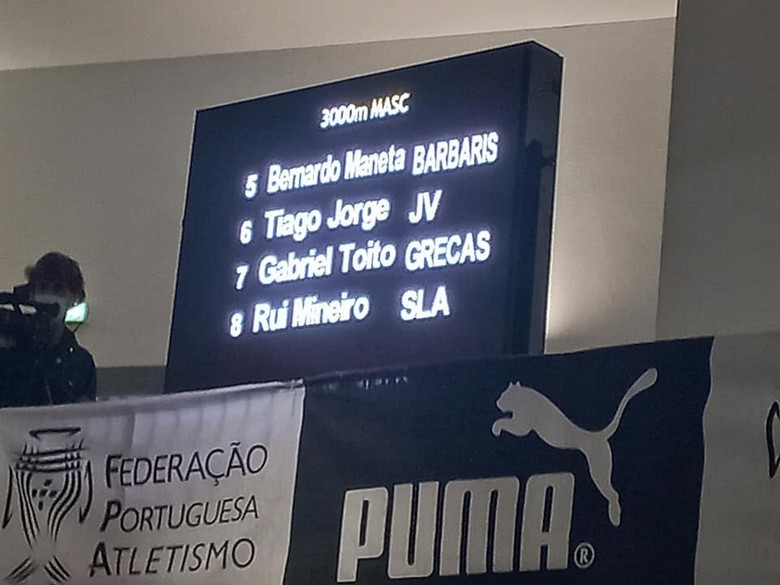 3000m MASC
5 Bernardo Maneta BARBARIS
6 Tiago Jorge JV
7 Gabriel Toito GRECAS
8 Rui Mineiro SLA
FEDERAÇÃO
PORTUGUESA
ATLETISMO
PUMA®